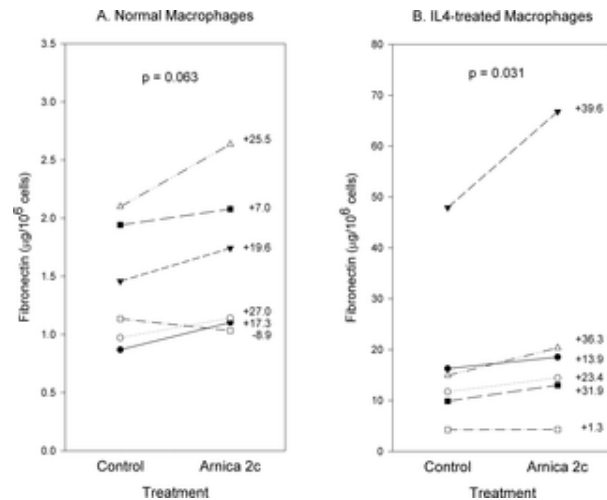 A. Normal Macrophages
p = 0.063
3.5
3.0
2.5
2.0
1.5
1.0
0.5
0.0
Fibronectin (µg/10⁶ cells)
+25.5
+7.0
+19.6
+27.0
+17.3
-8.9
Control Arnica 2c
Treatment
B. IL4-treated Macrophages
p = 0.031
80
70
60
50
40
30
20
10
0
Fibronectin (µg/10⁶ cells)
+39.6
+36.3
+13.9
+23.4
+31.9
+1.3
Control Arnica 2c
Treatment